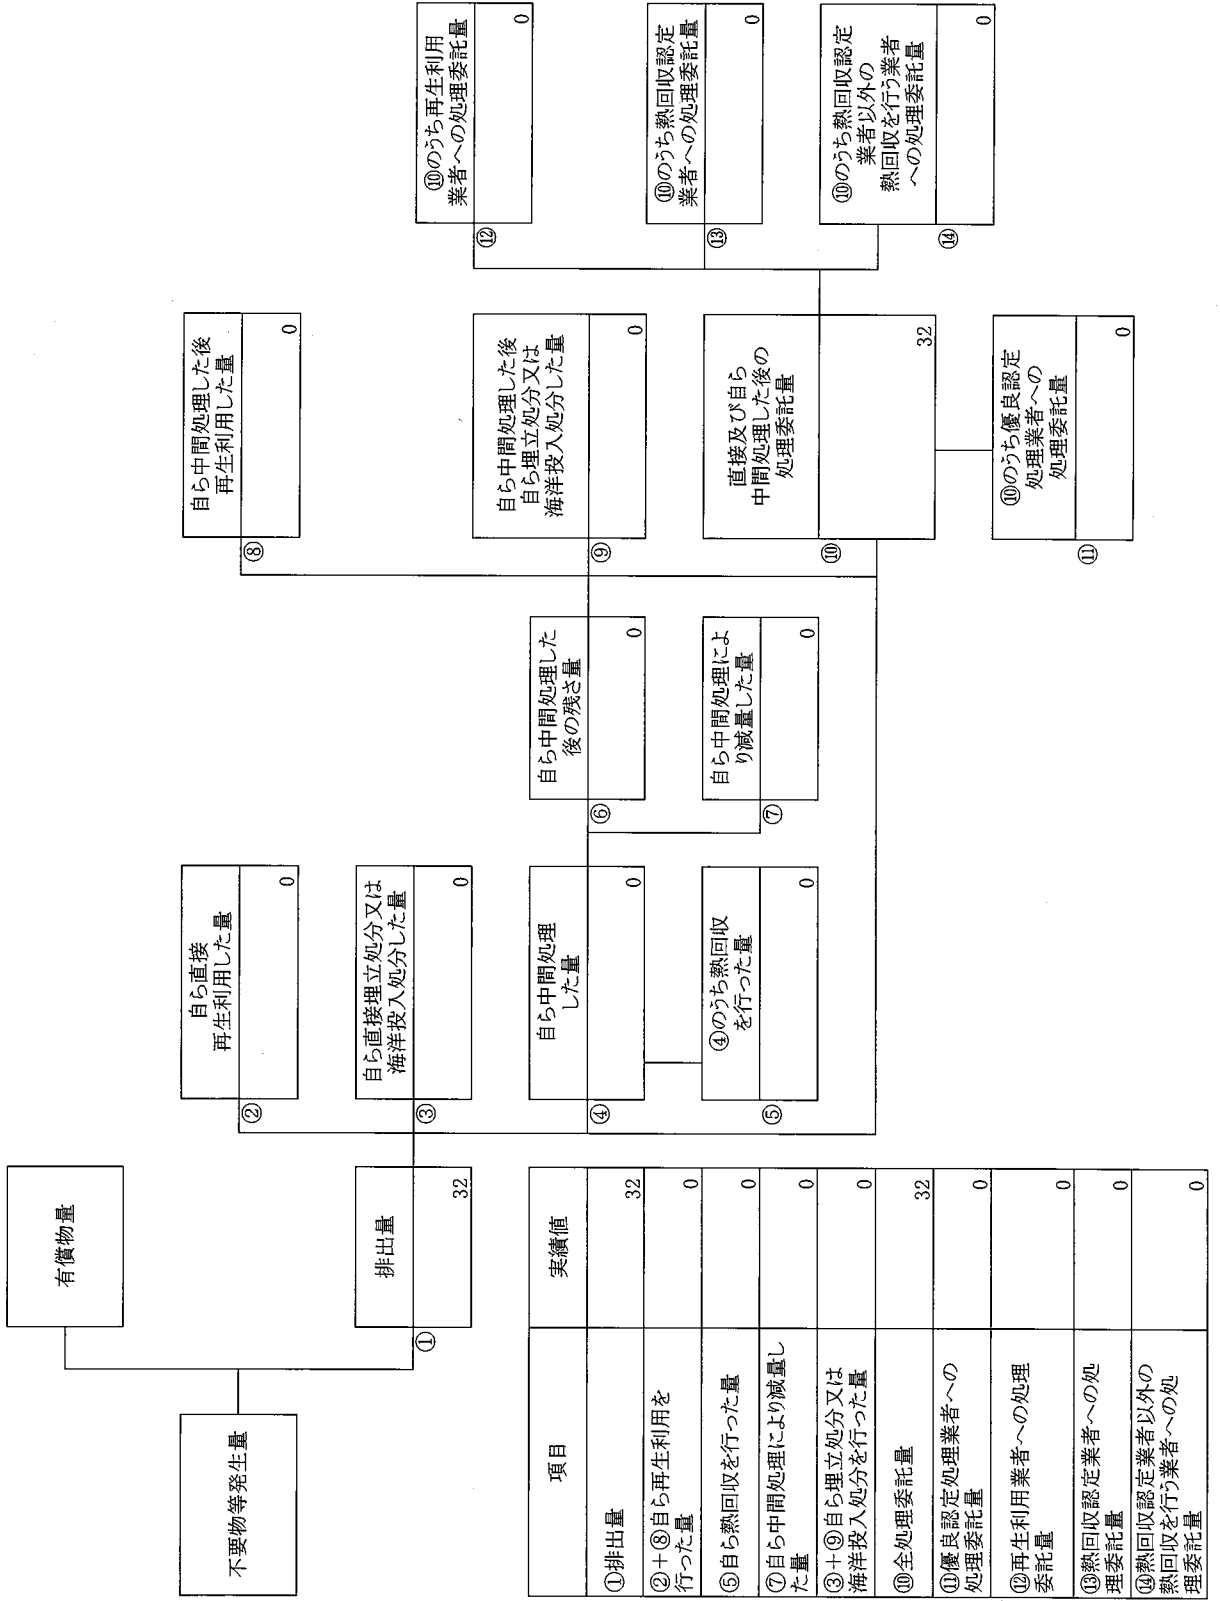 有償物量
不要物等発生量
①
排出量
32
②
自ら直接
再生利用した量
0
③
自ら直接埋立処分又は
海洋投入処分した量
0
④
自ら中間処理
した量
0
⑤
④のうち熱回収
を行った量
0
⑥
自ら中間処理した
後の残さ量
0
⑦
自ら中間処理によ
り減量した量
0
⑧
自ら中間処理した後
再生利用した量
0
⑨
自ら中間処理した後
自ら埋立処分又は
海洋投入処分した量
0
⑩
直接及び自ら
中間処理した後の
処理委託量
32
⑪
⑩のうち優良認定
処理業者への
処理委託量
0
⑫
⑩のうち再生利用
業者への処理委託量
0
⑬
⑩のうち熱回収認定
業者への処理委託量
0
⑭
⑩のうち熱回収認定
業者以外の
熱回収を行う業者
への処理委託量
0
項目 実績値
①排出量 32
②+⑧自ら再生利用を
行った量 0
⑤自ら熱回収を行った量 0
⑦自ら中間処理により減量し
た量 0
③+⑨自ら埋立処分又は
海洋投入処分を行った量 0
⑩全処理委託量 32
⑪優良認定処理業者への
処理委託量 0
⑫再生利用業者への処理
委託量 0
⑬熱回収認定業者への処
理委託量 0
⑭熱回収認定業者以外の
熱回収を行う業者への処
理委託量 0